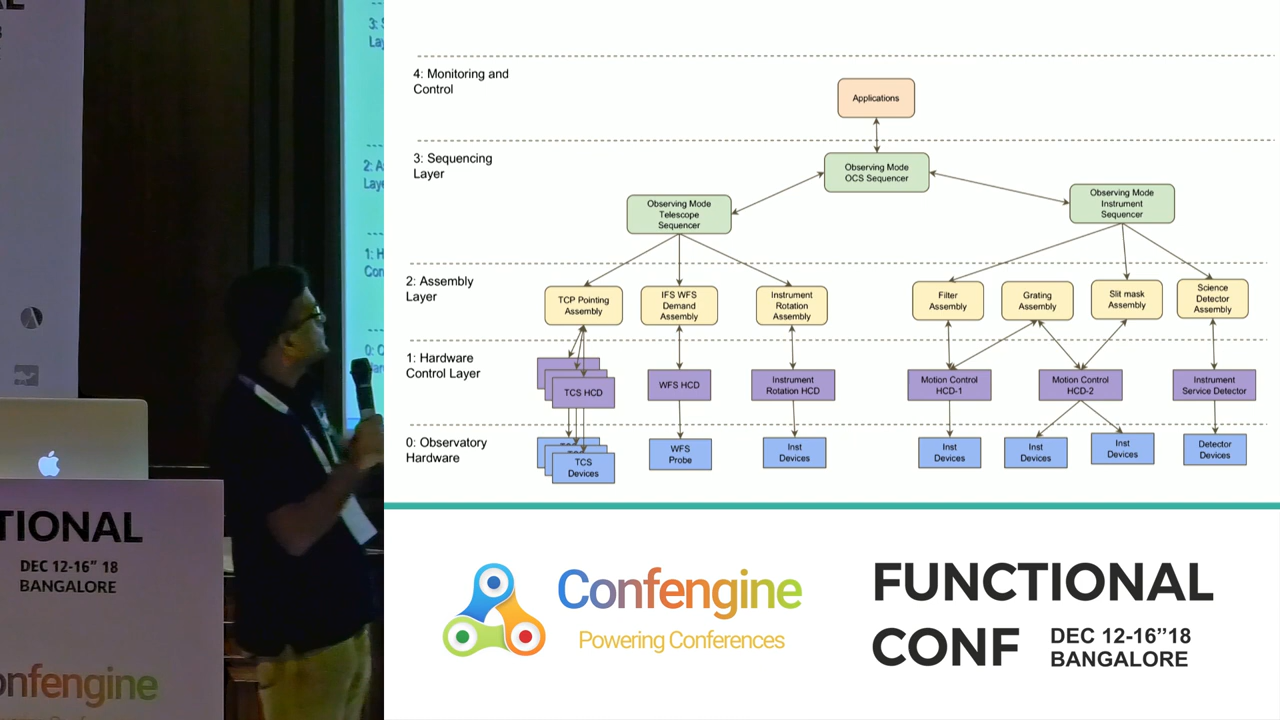 4: Monitoring and
Control
Applications
3: Sequencing
Layer
Observing Mode
OCS Sequencer
Observing Mode
Telescope
Sequencer
Observing Mode
Instrument
Sequencer
2: Assembly
Layer
TCP Pointing
Assembly
IFS WFS
Demand
Assembly
Instrument
Rotation
Assembly
Filter
Assembly
Grating
Assembly
Slit mask
Assembly
Science
Detector
Assembly
1: Hardware
Control Layer
TCS HCD
WFS HCD
Instrument
Rotation HCD
Motion Control
HCD-1
Motion Control
HCD-2
Instrument
Service Detector
0: Observatory
Hardware
TCS
Devices
WFS
Probe
Inst
Devices
Inst
Devices
Inst
Devices
Inst
Devices
Detector
Devices
Confengine
Powering Conferences
FUNCTIONAL
CONF
DEC 12-16”18
BANGALORE
TIONAL
DEC 12-16” 18
BANGALORE
onfengine